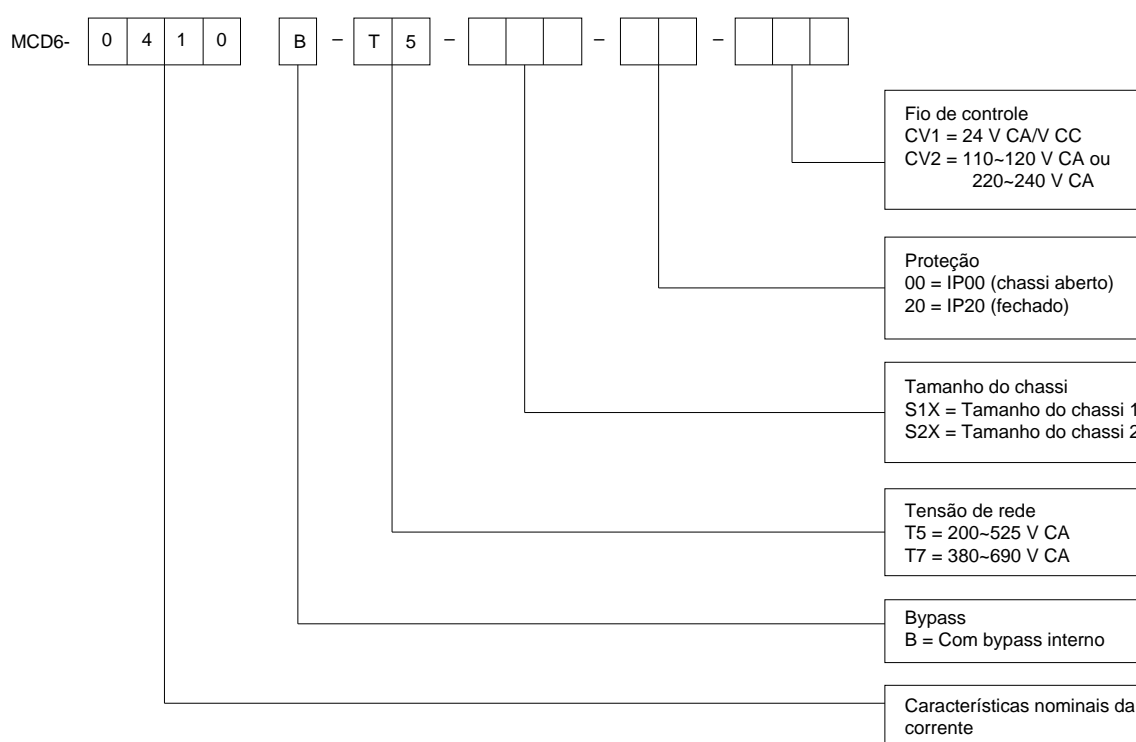 MCD6- 0 4 1 0 B – T 5 – – –
Fio de controle
CV1 = 24 V CA/V CC
CV2 = 110~120 V CA ou
220~240 V CA
Proteção
00 = IP00 (chassi aberto)
20 = IP20 (fechado)
Tamanho do chassi
S1X = Tamanho do chassi 1
S2X = Tamanho do chassi 2
Tensão de rede
T5 = 200~525 V CA
T7 = 380~690 V CA
Bypass
B = Com bypass interno
Características nominais da
corrente